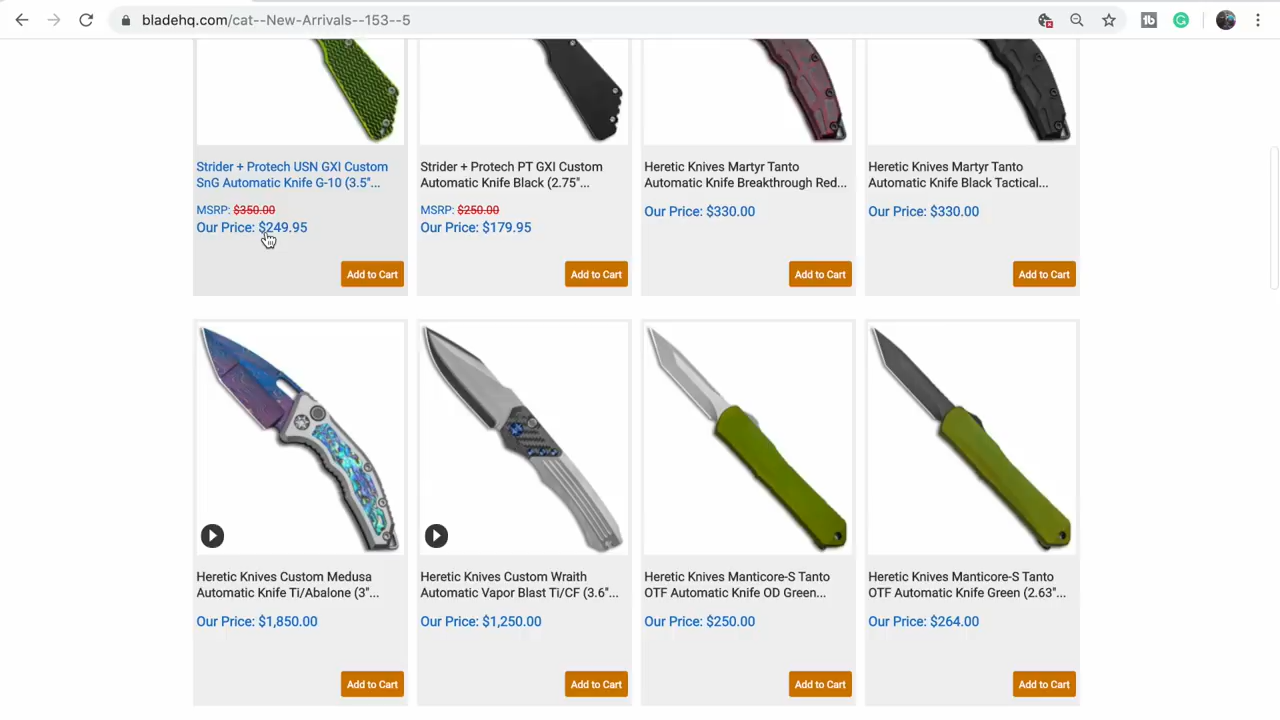 bladehq.com/cat--New-Arrivals--153--5
Strider + Protech USN GXI Custom
SnG Automatic Knife G-10 (3.5"...
MSRP: $350.00
Our Price: $249.95
Add to Cart
Strider + Protech PT GXI Custom
Automatic Knife Black (2.75"...
MSRP: $250.00
Our Price: $179.95
Add to Cart
Heretic Knives Martyr Tanto
Automatic Knife Breakthrough Red...
Our Price: $330.00
Add to Cart
Heretic Knives Martyr Tanto
Automatic Knife Black Tactical...
Our Price: $330.00
Add to Cart
Heretic Knives Custom Medusa
Automatic Knife Ti/Abalone (3"...
Our Price: $1,850.00
Add to Cart
Heretic Knives Custom Wraith
Automatic Vapor Blast Ti/CF (3.6"...
Our Price: $1,250.00
Add to Cart
Heretic Knives Manticore-S Tanto
OTF Automatic Knife OD Green...
Our Price: $250.00
Add to Cart
Heretic Knives Manticore-S Tanto
OTF Automatic Knife Green (2.63"...
Our Price: $264.00
Add to Cart